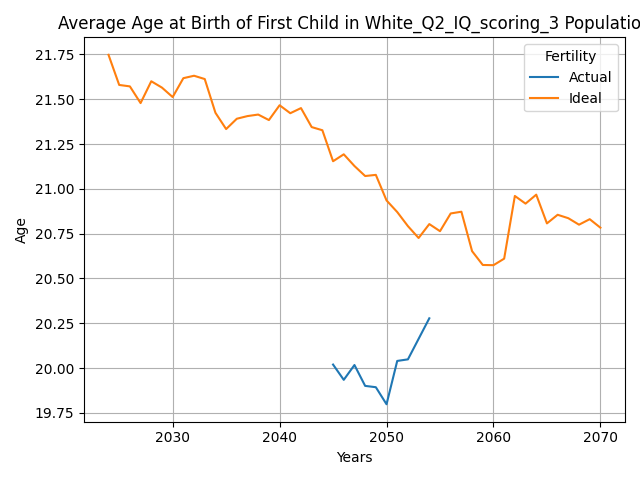 Average Age at Birth of First Child in White_Q2_IQ_scoring_3 Populatio
Fertility
Actual
Ideal
21.75
21.50
21.25
21.00
20.75
20.50
20.25
20.00
19.75
Age
2030 2040 2050 2060 2070
Years